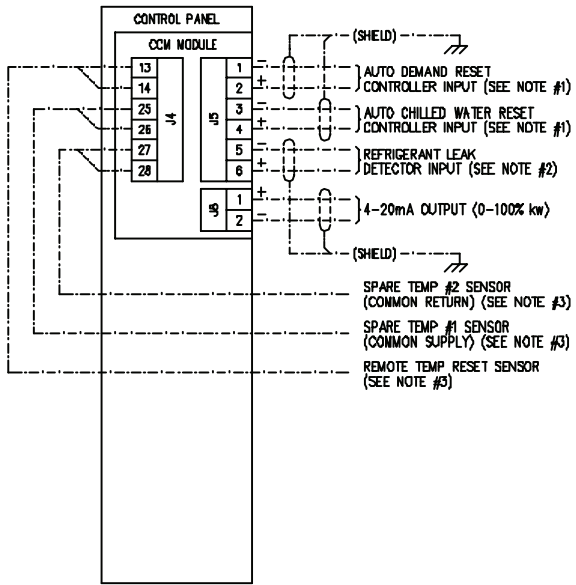 CONTROL PANEL
CCM MODULE
J4
13
14
25
26
27
28
J5
1
2
3
4
5
6
J8
1
2
−
+
−
+
−
+
+
−
(SHIELD)
AUTO DEMAND RESET
CONTROLLER INPUT (SEE NOTE #1)
AUTO CHILLED WATER RESET
CONTROLLER INPUT (SEE NOTE #1)
REFRIGERANT LEAK
DETECTOR INPUT (SEE NOTE #2)
4-20mA OUTPUT (0-100% kw)
(SHIELD)
SPARE TEMP #2 SENSOR
(COMMON RETURN) (SEE NOTE #3)
SPARE TEMP #1 SENSOR
(COMMON SUPPLY) (SEE NOTE #3)
REMOTE TEMP RESET SENSOR
(SEE NOTE #3)